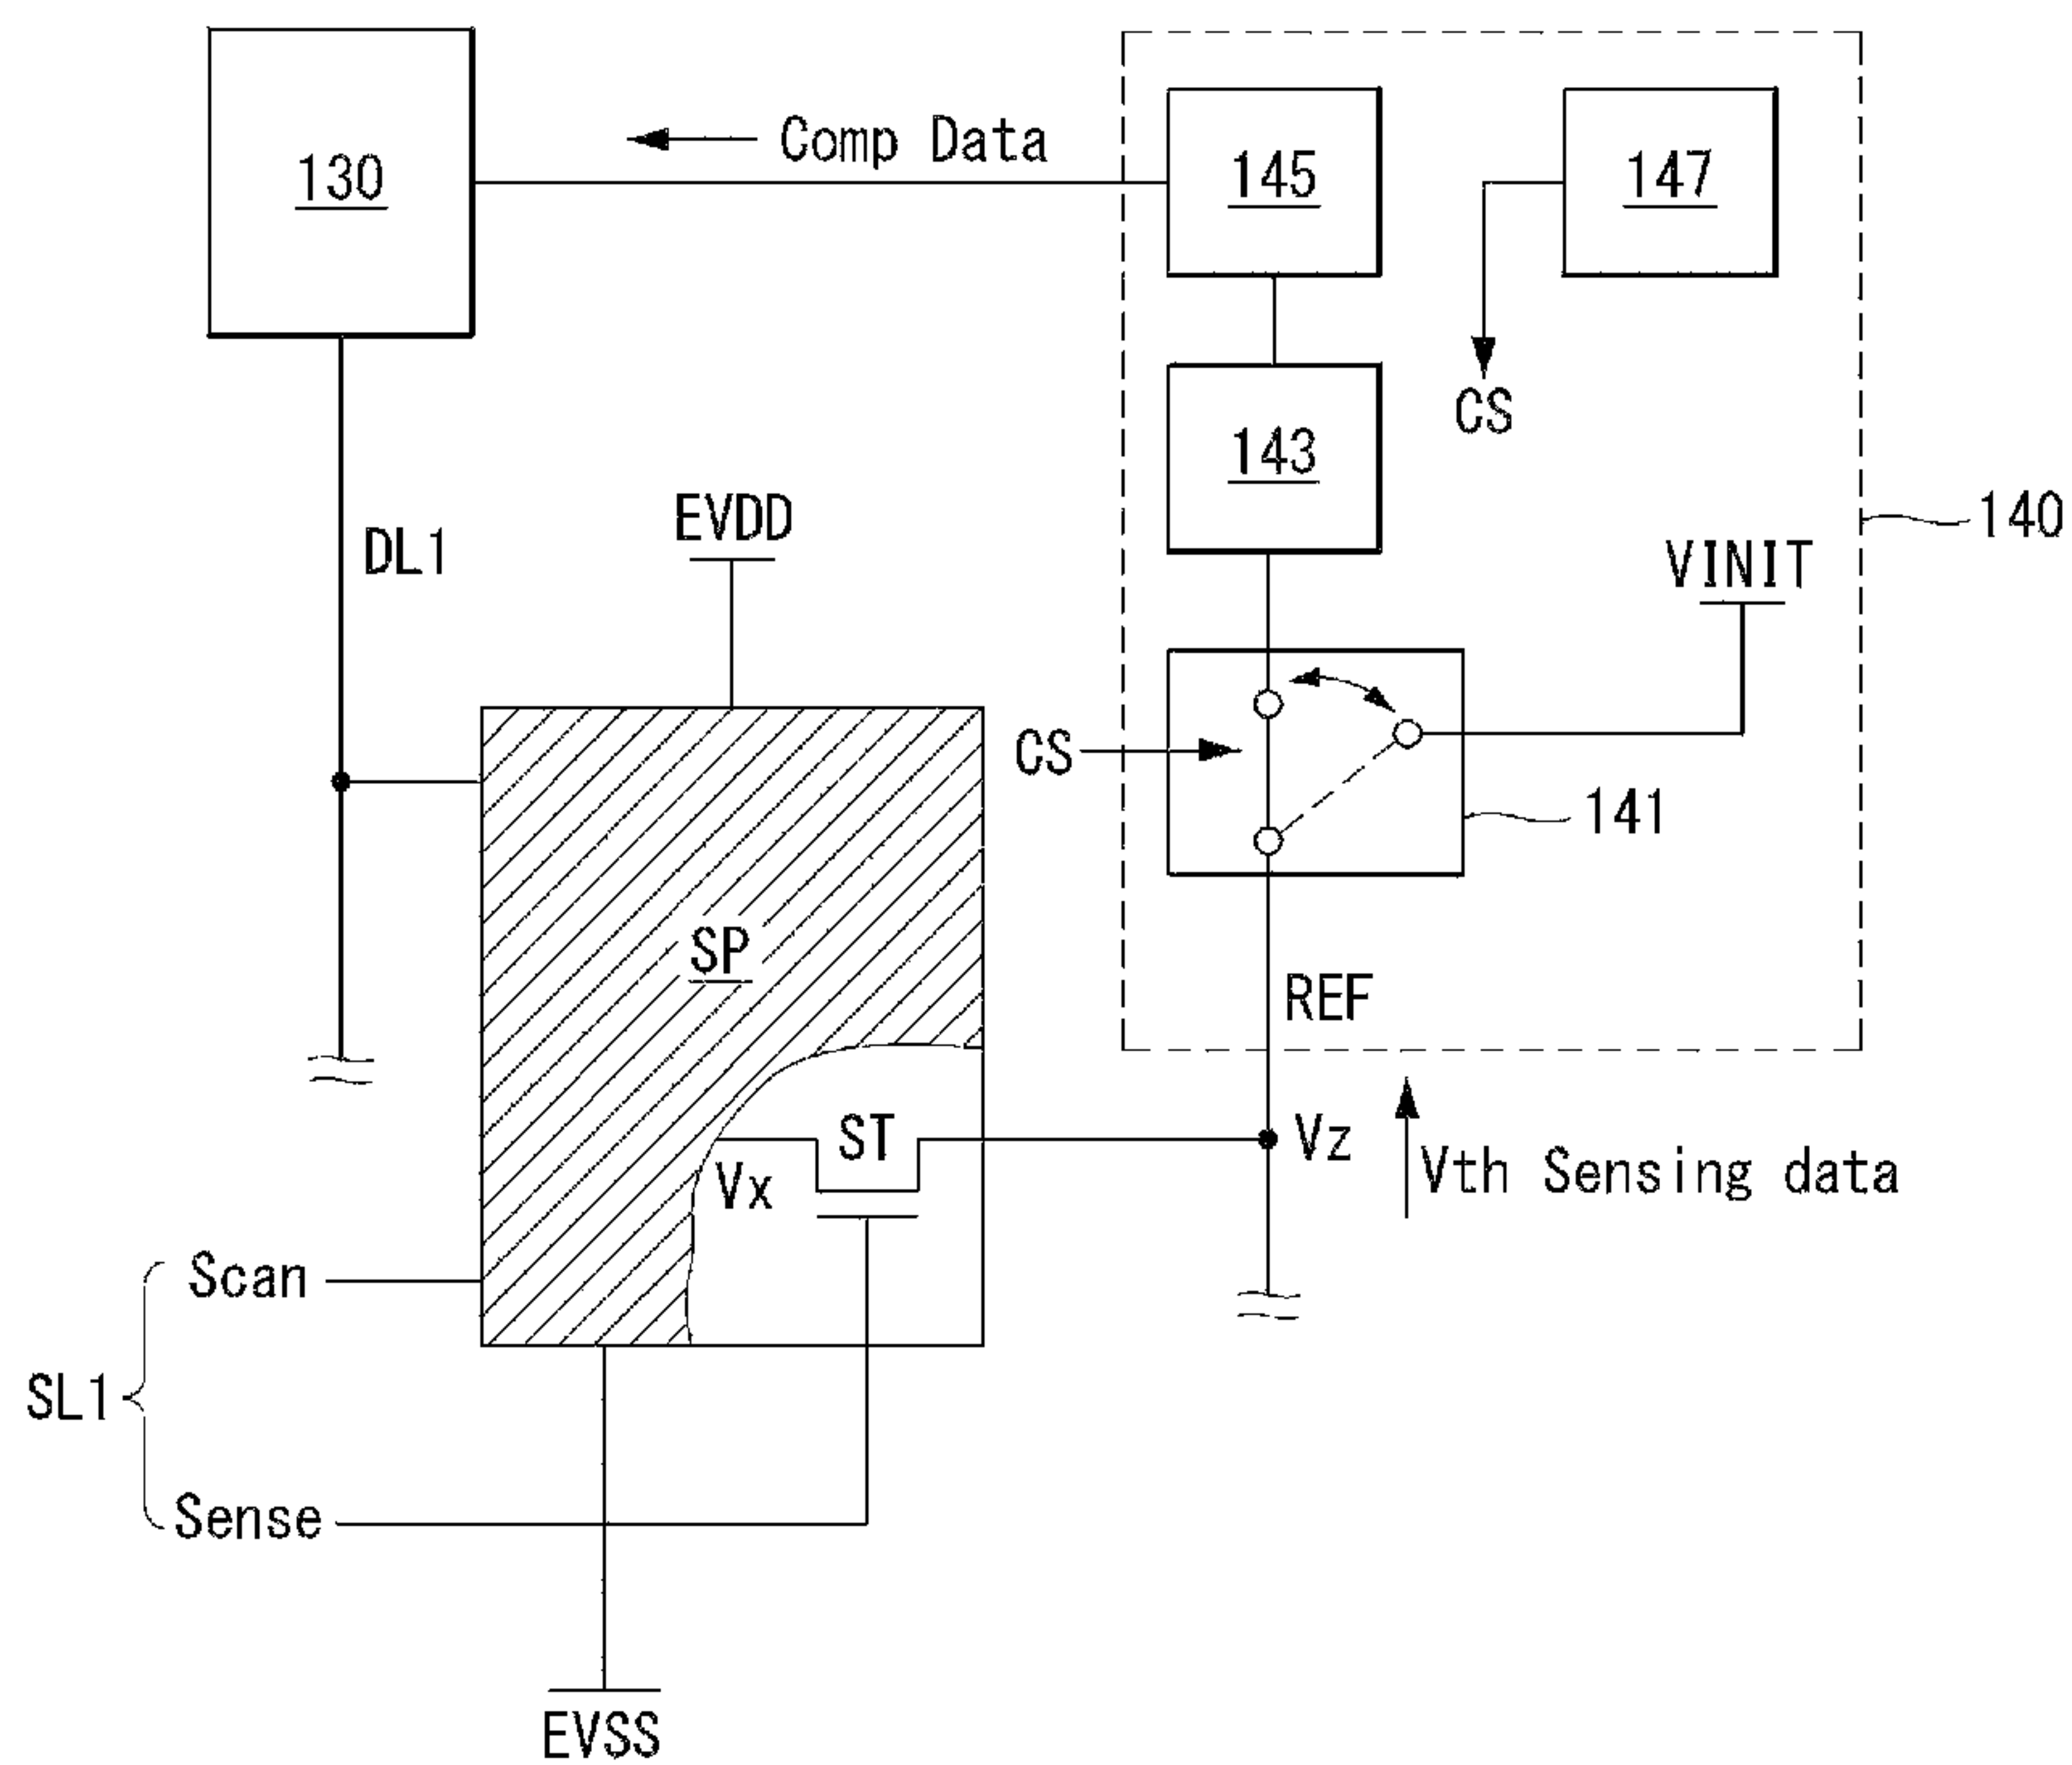 130
Comp Data
145
147
CS
143
140
EVDD
DL1
VINIT
CS
141
SP
REF
ST
Vz
Vx
Vth Sensing data
Scan
SL1
Sense
EVSS